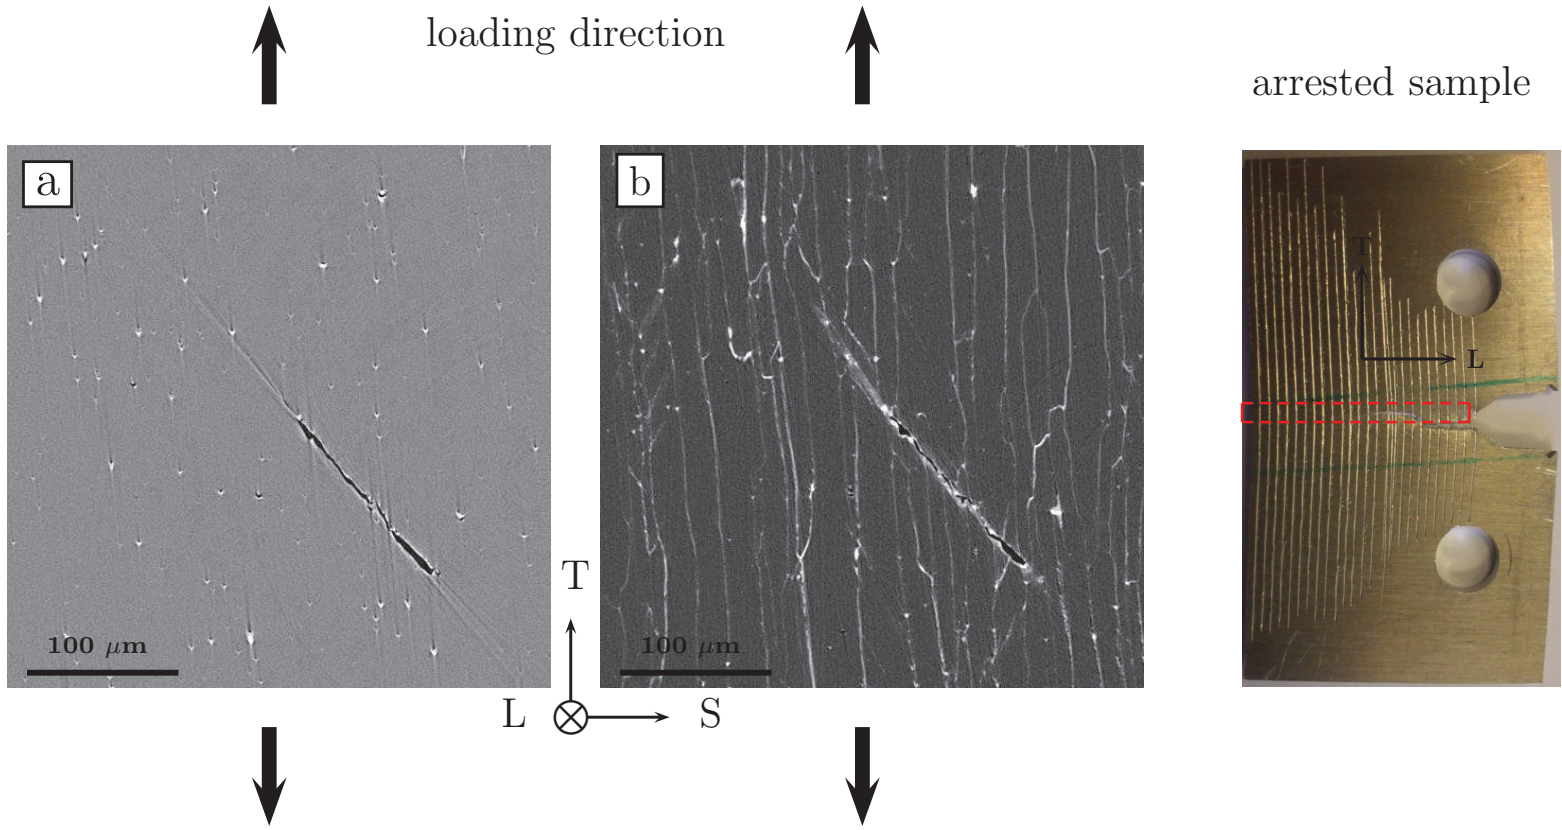 loading direction
arrested sample
a
b
T
L
100 μm
100 μm
T
L
S